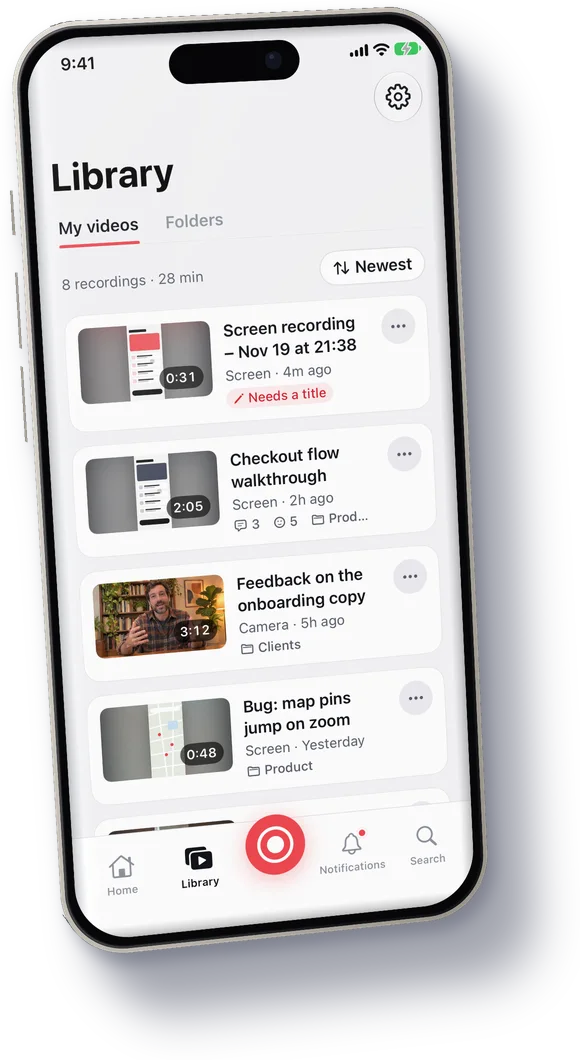 9:41
Library
My videos
Folders
8 recordings · 28 min
Newest
Screen recording
– Nov 19 at 21:38
Screen · 4m ago
Needs a title
0:31
Checkout flow
walkthrough
Screen · 2h ago
3 5 Prod...
2:05
Feedback on the
onboarding copy
Camera · 5h ago
Clients
3:12
Bug: map pins
jump on zoom
Screen · Yesterday
Product
0:48
Home
Library
Notifications
Search